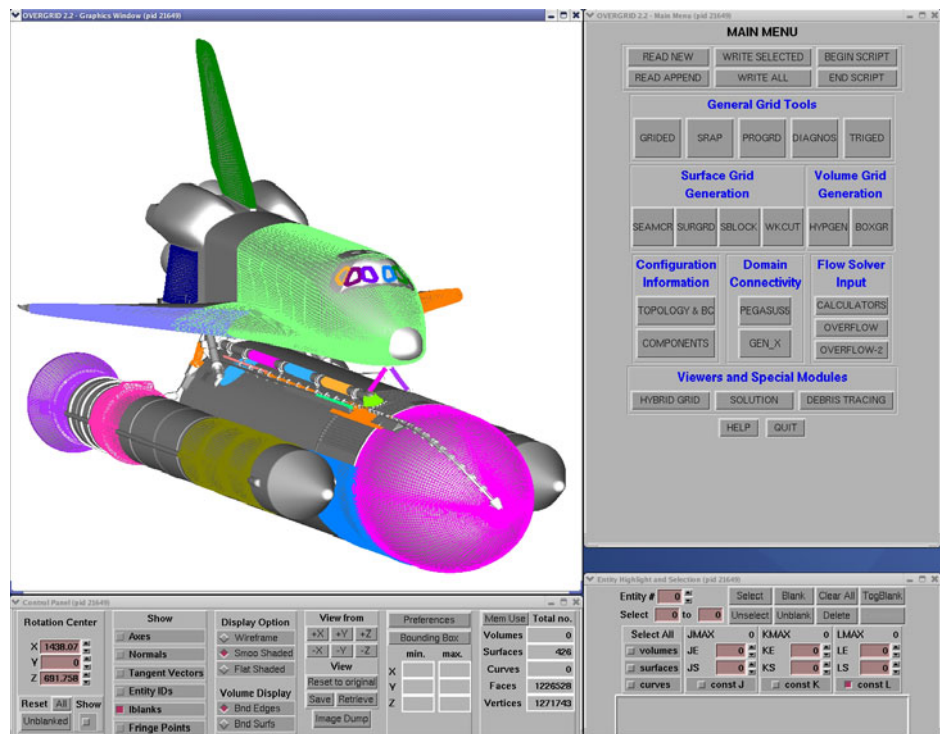 OVERGRID 2.2 - Graphics Window (pid 21649)
OVERGRID 2.2 - Main Menu (pid 21649)
MAIN MENU
READ NEW WRITE SELECTED BEGIN SCRIPT
READ APPEND WRITE ALL END SCRIPT
General Grid Tools
GRIDED SRAP PROGRD DIAGNOS TRIGED
Surface Grid Generation
Volume Grid Generation
SEAMCR SURGRD SBLOCK WKCUT HYPGEN BOXGR
Configuration Information
Domain Connectivity
Flow Solver Input
TOPOLOGY & BC PEGASUS5 CALCULATORS
OVERFLOW
COMPONENTS GEN_X OVERFLOW-2
Viewers and Special Modules
HYBRID GRID SOLUTION DEBRIS TRACING
HELP QUIT
Control Panel (pid 21649)
Rotation Center
X 1438.07
Y 0
Z 691.758
Reset All Show
Unblanked
Show
Axes
Normals
Tangent Vectors
Entity IDs
Iblanks
Fringe Points
Display Option
Wireframe
Smoo Shaded
Flat Shaded
Volume Display
Bnd Edges
Bnd Surfs
View from
+X +Y +Z
-X -Y -Z
View
Reset to original
Save Retrieve
Image Dump
Preferences
Bounding Box
min. max.
X
Y
Z
Mem Use Total no.
Volumes 0
Surfaces 426
Curves 0
Faces 1226528
Vertices 1271743
Entity Highlight and Selection (pid 21649)
Entity # 0 Select Blank Clear All TogBlank
Select 0 to 0 Unselect Unblank Delete
Select All JMAX 0 KMAX 0 LMAX 0
volumes JE 0 KE 0 LE 0
surfaces JS 0 KS 0 LS 0
curves const J const K const L